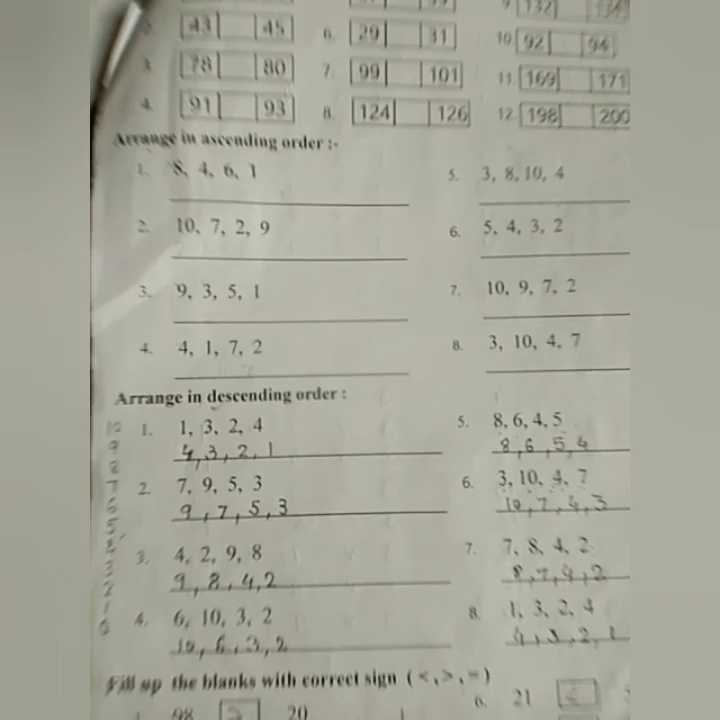 132 134
2. 43 45 6. 29 31 10 92 94
3. 78 80 7. 99 101 11. 169 171
4. 91 93 8. 124 126 12. 198 200
Arrange in ascending order :-
1. 8, 4, 6, 1 5. 3, 8, 10, 4
2. 10, 7, 2, 9 6. 5, 4, 3, 2
3. 9, 3, 5, 1 7. 10, 9, 7, 2
4. 4, 1, 7, 2 8. 3, 10, 4, 7
Arrange in descending order :
1. 1, 3, 2, 4 5. 8, 6, 4, 5
4, 3, 2, 1 8, 6, 5, 4
2. 7, 9, 5, 3 6. 3, 10, 4, 7
9, 7, 5, 3 10, 7, 4, 3
3. 4, 2, 9, 8 7. 7, 8, 4, 2
9, 8, 4, 2 8, 7, 4, 2
4. 6, 10, 3, 2 8. 1, 3, 2, 4
10, 6, 3, 2 4, 3, 2, 1
Fill up the blanks with correct sign ( < , > , = )
98 20 6. 21